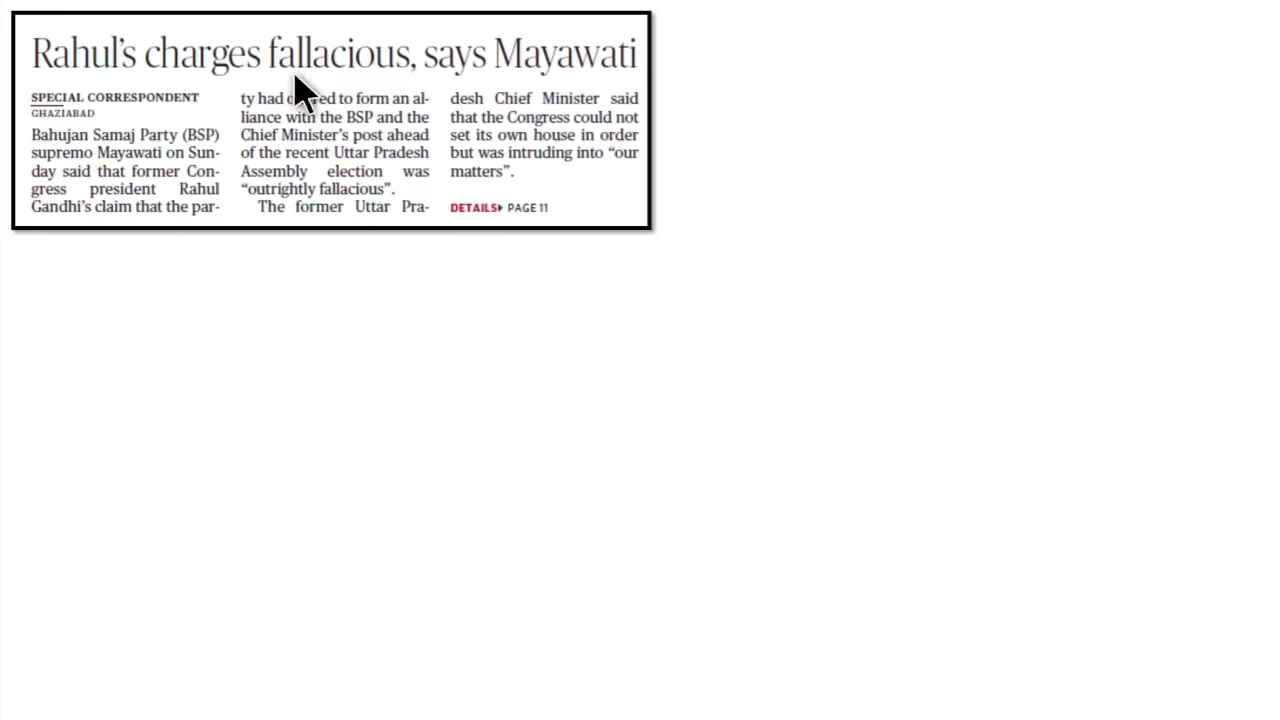 Rahul's charges fallacious, says Mayawati
SPECIAL CORRESPONDENT
GHAZIABAD
Bahujan Samaj Party (BSP)
supremo Mayawati on Sun-
day said that former Con-
gress president Rahul
Gandhi's claim that the par-
ty had to form an al-
liance with the BSP and the
Chief Minister's post ahead
of the recent Uttar Pradesh
Assembly election was
“outrightly fallacious”.
The former Uttar Pra-
desh Chief Minister said
that the Congress could not
set its own house in order
but was intruding into “our
matters”.
DETAILS PAGE 11